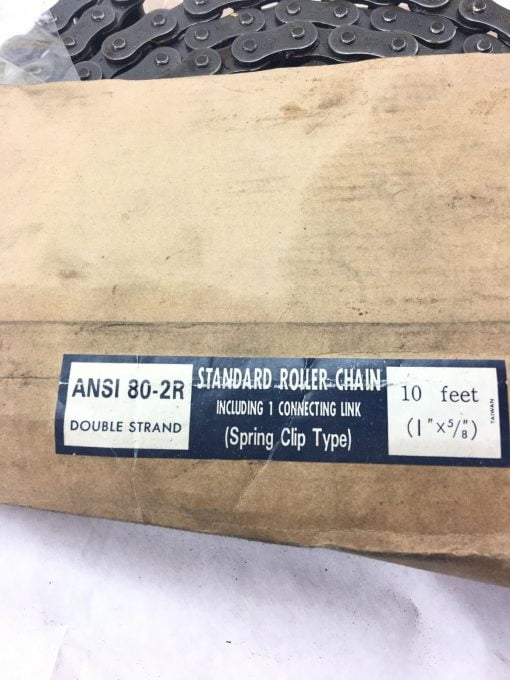 ANSI 80-2R
DOUBLE STRAND
STANDARD ROLLER CHAIN
INCLUDING 1 CONNECTING LINK
(Spring Clip Type)
10 feet
(1"x5/8")
TAIWAN